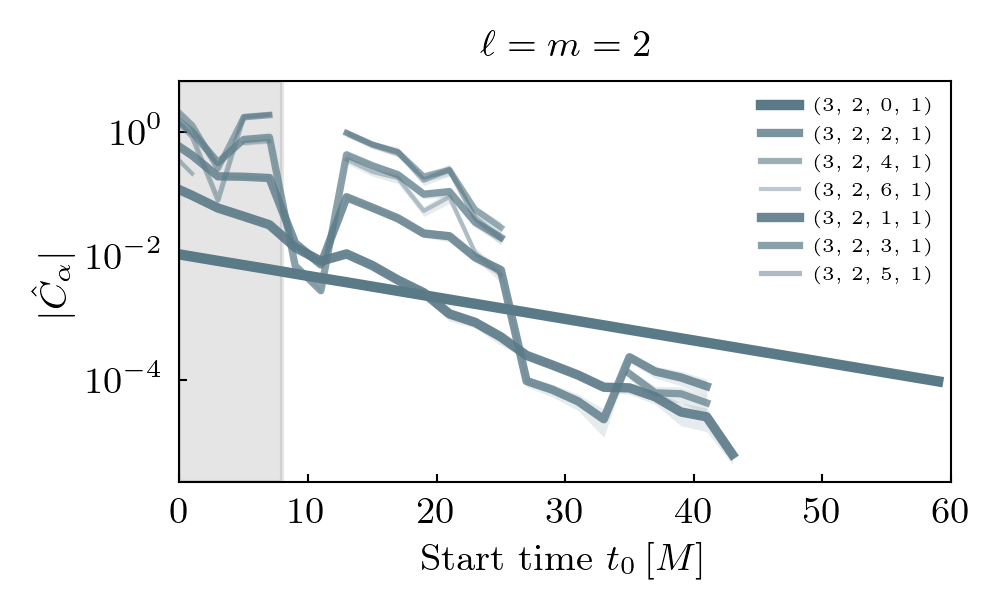 ℓ = m = 2
|Ĉ_α|
10^0
10^{-2}
10^{-4}
(3, 2, 0, 1)
(3, 2, 2, 1)
(3, 2, 4, 1)
(3, 2, 6, 1)
(3, 2, 1, 1)
(3, 2, 3, 1)
(3, 2, 5, 1)
0 10 20 30 40 50 60
Start time t_0 [M]